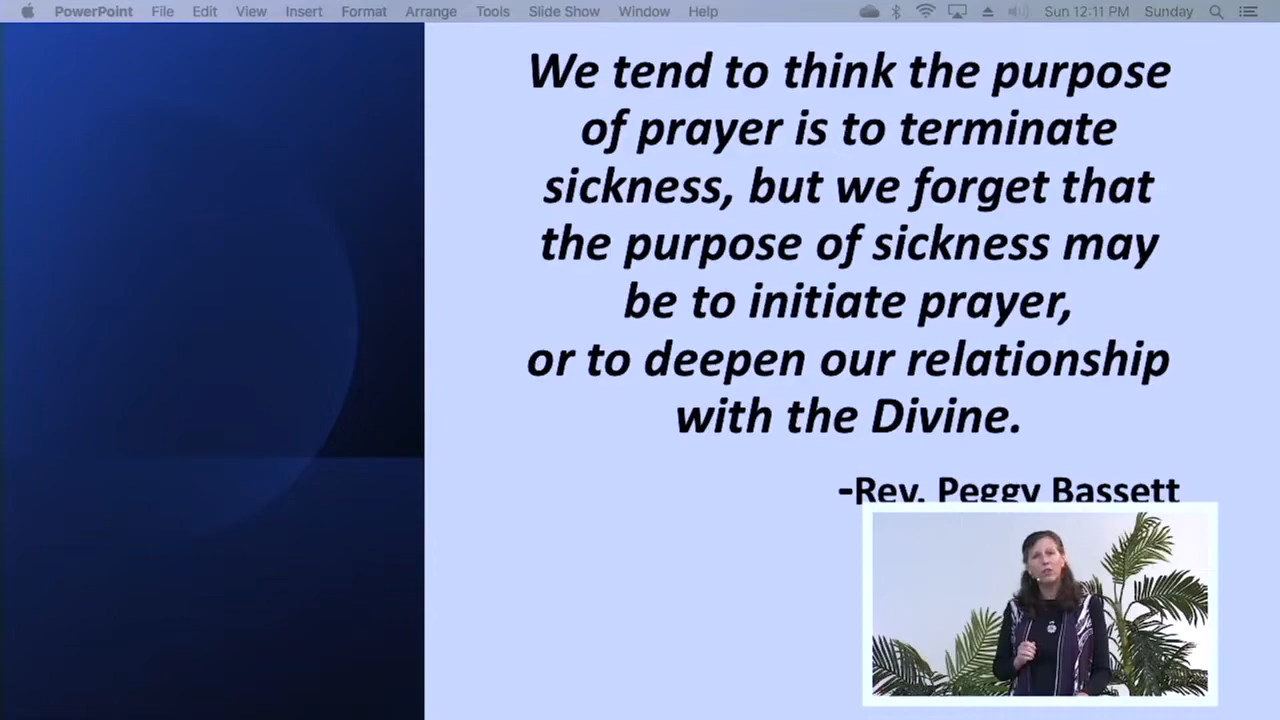 PowerPoint File Edit View Insert Format Arrange Tools Slide Show Window Help Sun 12:11 PM Sunday
We tend to think the purpose
of prayer is to terminate
sickness, but we forget that
the purpose of sickness may
be to initiate prayer,
or to deepen our relationship
with the Divine.
-Rev. Peggy Bassett